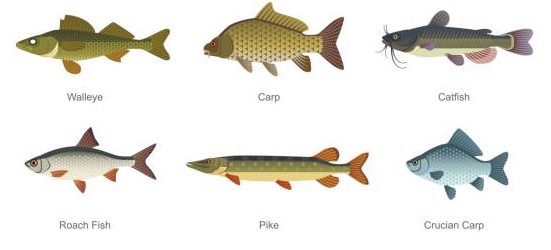 Walleye
Carp
Catfish
Roach Fish
Pike
Crucian Carp